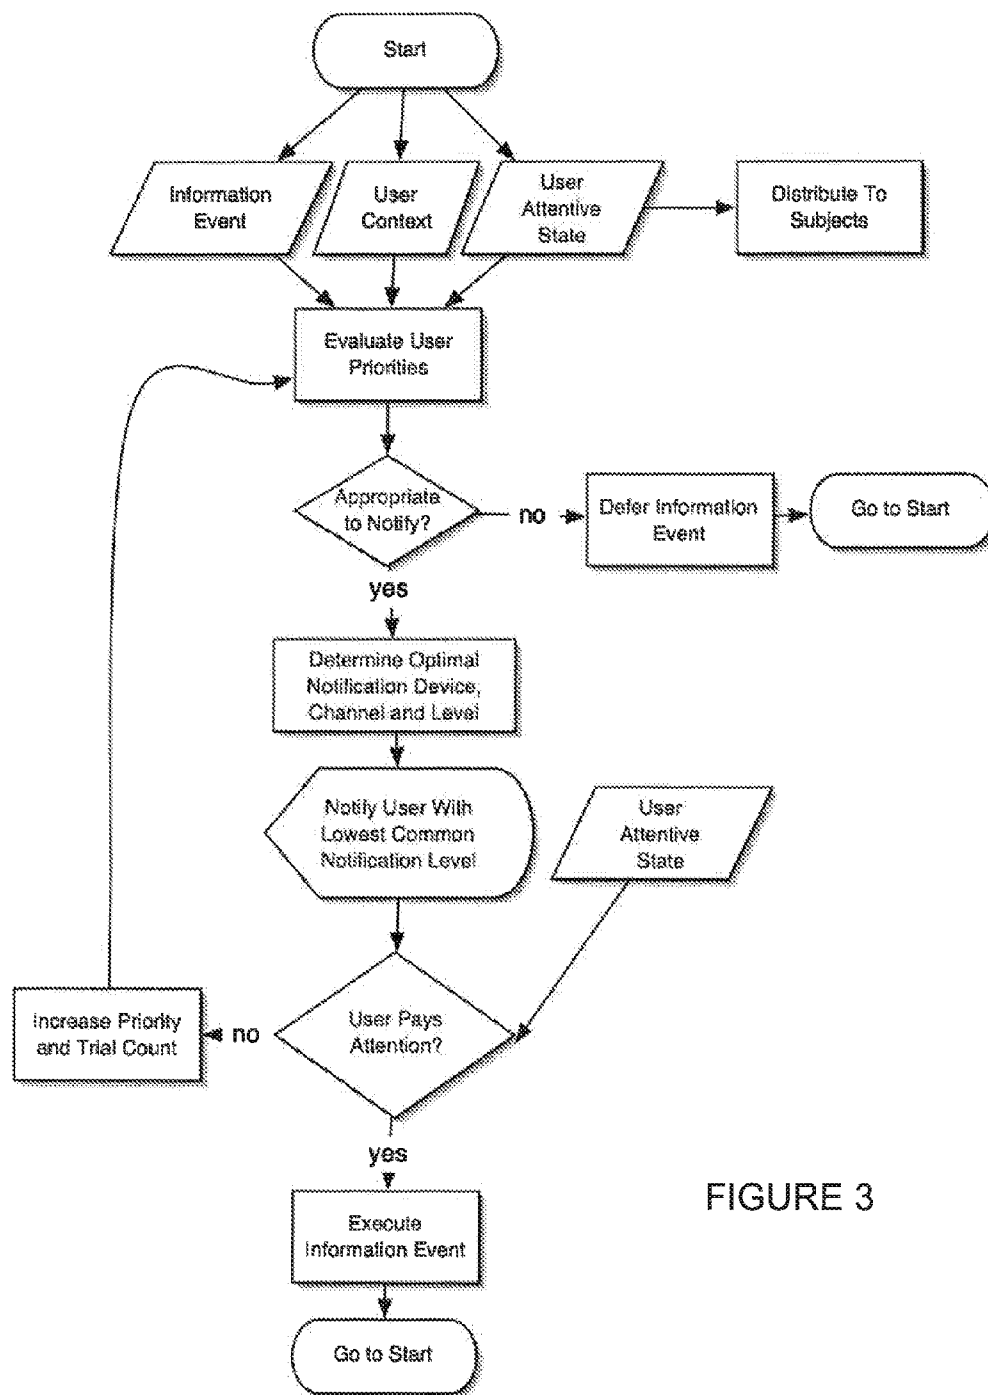 Start
Information
Event
User
Context
User
Attentive
State
Distribute To
Subjects
Evaluate User
Priorities
Appropriate
to Notify?
no
Defer Information
Event
Go to Start
yes
Determine Optimal
Notification Device,
Channel and Level
Notify User With
Lowest Common
Notification Level
User
Attentive
State
User Pays
Attention?
no
Increase Priority
and Trial Count
yes
Execute
Information Event
Go to Start
FIGURE 3